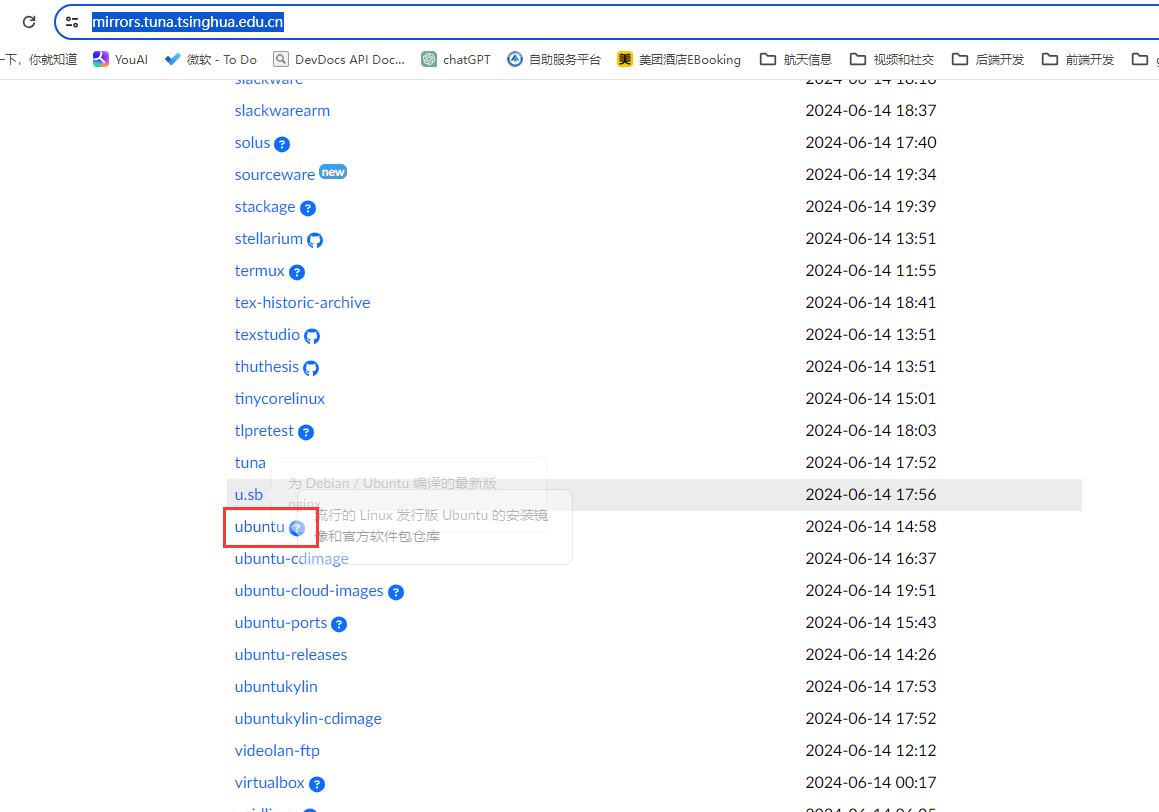 mirrors.tuna.tsinghua.edu.cn
一下，你就知道 YouAI 微软 - To Do DevDocs API Doc... chatGPT 自助服务平台 美团酒店EBooking 航天信息 视频和社交 后端开发 前端开发
slackware 2024-06-14 18:18
slackwarearm 2024-06-14 18:37
solus ? 2024-06-14 17:40
sourceware new 2024-06-14 19:34
stackage ? 2024-06-14 19:39
stellarium 2024-06-14 13:51
termux ? 2024-06-14 11:55
tex-historic-archive 2024-06-14 18:41
texstudio 2024-06-14 13:51
thuthesis 2024-06-14 13:51
tinycorelinux 2024-06-14 15:01
tlpretest ? 2024-06-14 18:03
tuna 2024-06-14 17:52
为 Debian / Ubuntu 编译的最新版
nginx
u.sb 2024-06-14 17:56
流行的 Linux 发行版 Ubuntu 的安装镜
像和官方软件包仓库
ubuntu ? 2024-06-14 14:58
ubuntu-cdimage 2024-06-14 16:37
ubuntu-cloud-images ? 2024-06-14 19:51
ubuntu-ports ? 2024-06-14 15:43
ubuntu-releases 2024-06-14 14:26
ubuntukylin 2024-06-14 17:53
ubuntukylin-cdimage 2024-06-14 17:52
videolan-ftp 2024-06-14 12:12
virtualbox ? 2024-06-14 00:17